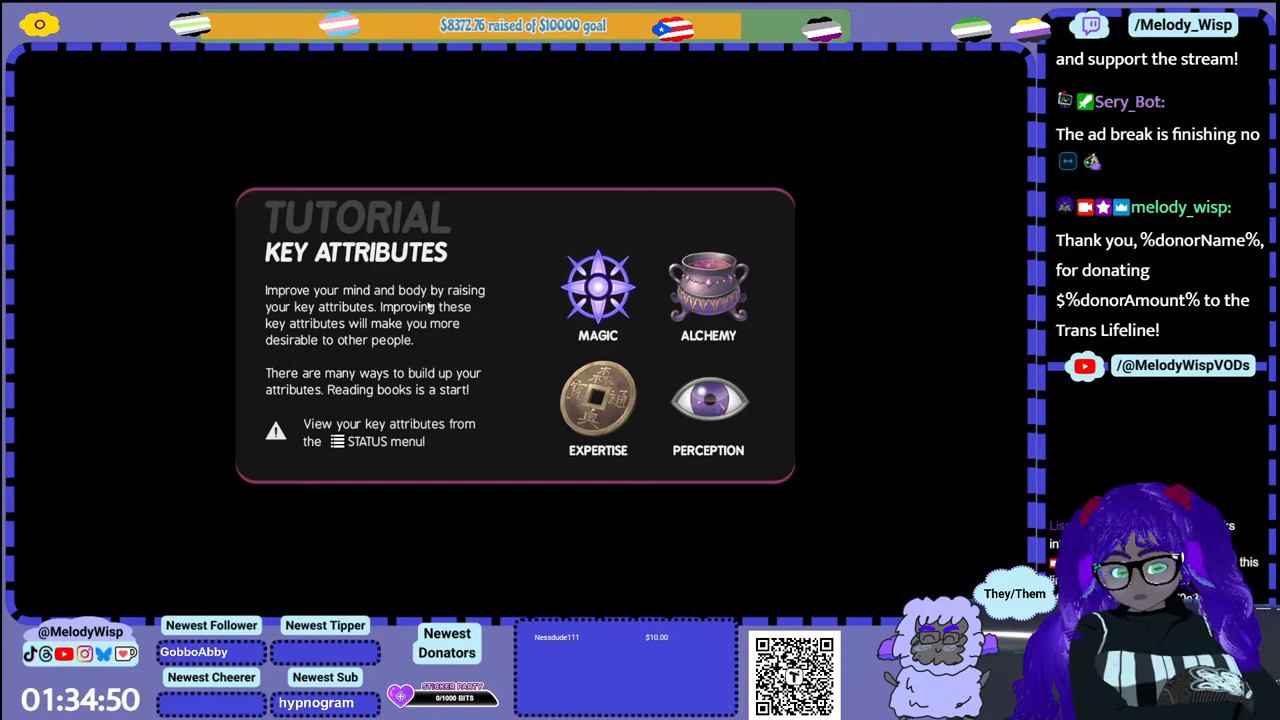 $8372.76 raised of $10000 goal
/Melody_Wisp
and support the stream!
Sery_Bot:
The ad break is finishing no
melody_wisp:
Thank you, %donorName%,
for donating
$%donorAmount% to the
Trans Lifeline!
/@MelodyWispVODs
TUTORIAL
KEY ATTRIBUTES
Improve your mind and body by raising
your key attributes. Improving these
key attributes will make you more
desirable to other people.
There are many ways to build up your
attributes. Reading books is a start!
View your key attributes from
the STATUS menu!
MAGIC
ALCHEMY
EXPERTISE
PERCEPTION
They/Them
@MelodyWisp
01:34:50
Newest Follower
GobboAbby
Newest Cheerer
Newest Tipper
Newest Sub
hypnogram
Newest
Donators
STICKER PARTY
0/1000 BITS
Nessdude111 $10.00
this